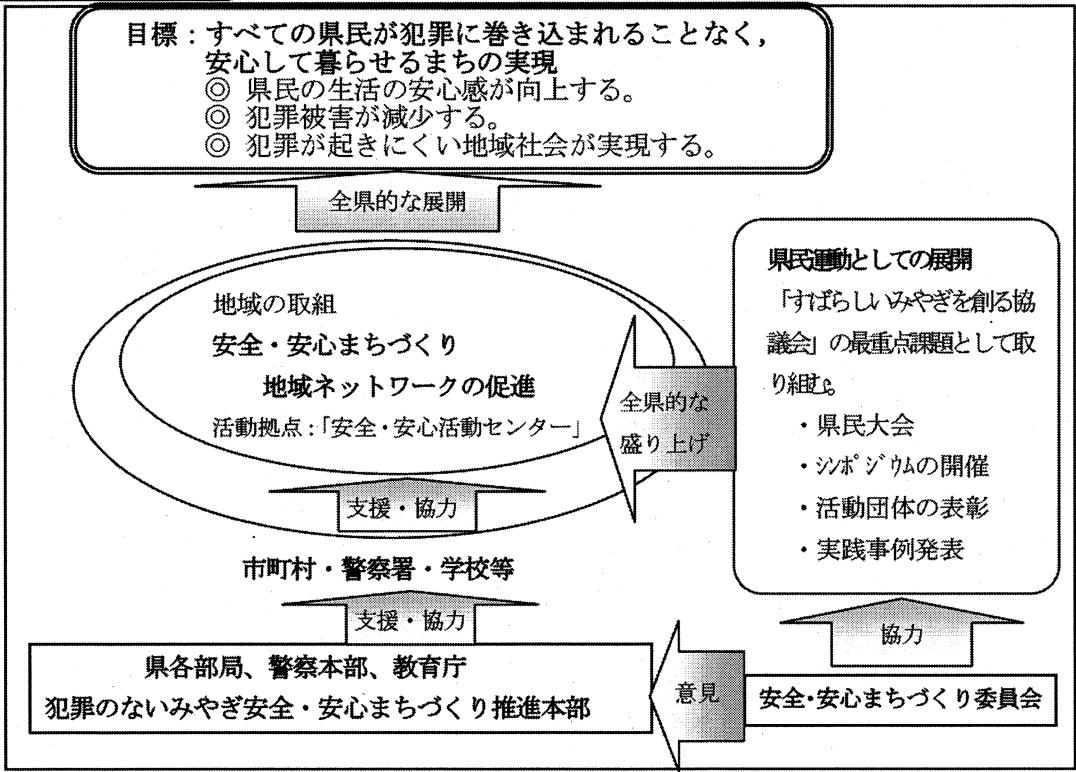 目標：すべての県民が犯罪に巻き込まれることなく，
安心して暮らせるまちの実現
◎ 県民の生活の安心感が向上する。
◎ 犯罪被害が減少する。
◎ 犯罪が起きにくい地域社会が実現する。
全県的な展開
地域の取組
安全・安心まちづくり
地域ネットワークの促進
活動拠点：「安全・安心活動センター」
全県的な
盛り上げ
県民運動としての展開
「すばらしいみやぎを創る協
議会」の最重点課題として取
り組む。
・県民大会
・シンポジウムの開催
・活動団体の表彰
・実践事例発表
支援・協力
市町村・警察署・学校等
支援・協力
協力
県各部局、警察本部、教育庁
犯罪のないみやぎ安全・安心まちづくり推進本部
意見
安全・安心まちづくり委員会